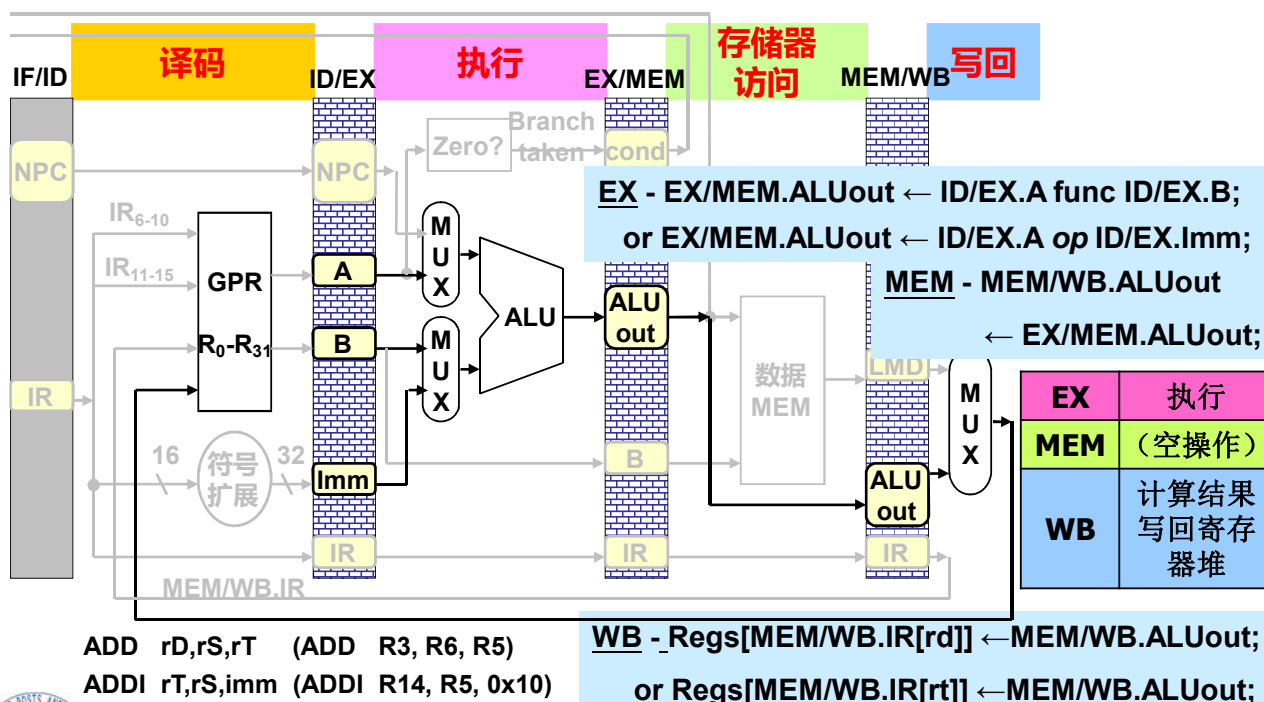 译码
执行
存储器
访问
写回
IF/ID
ID/EX
EX/MEM
MEM/WB
NPC
IR
IR6-10
IR11-15
GPR
R0-R31
16
符号
扩展
32
MEM/WB.IR
NPC
A
B
Imm
IR
Zero?
Branch
taken
MUX
MUX
ALU
cond
ALU
out
B
IR
数据
MEM
LMD
ALU
out
IR
MUX
EX - EX/MEM.ALUout ← ID/EX.A func ID/EX.B;
or EX/MEM.ALUout ← ID/EX.A op ID/EX.Imm;
MEM - MEM/WB.ALUout
← EX/MEM.ALUout;
EX 执行
MEM （空操作）
WB 计算结果
写回寄存
器堆
ADD rD,rS,rT (ADD R3, R6, R5)
ADDI rT,rS,imm (ADDI R14, R5, 0x10)
WB - Regs[MEM/WB.IR[rd]] ←MEM/WB.ALUout;
or Regs[MEM/WB.IR[rt]] ←MEM/WB.ALUout;